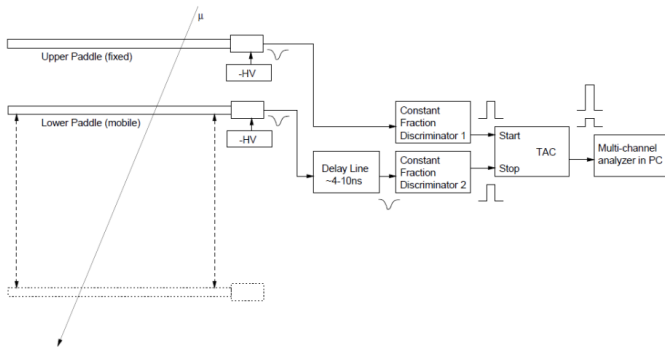 μ
Upper Paddle (fixed)
-HV
Lower Paddle (mobile)
-HV
Constant
Fraction
Discriminator 1
Delay Line
~4-10ns
Constant
Fraction
Discriminator 2
Start
TAC
Stop
Multi-channel
analyzer in PC